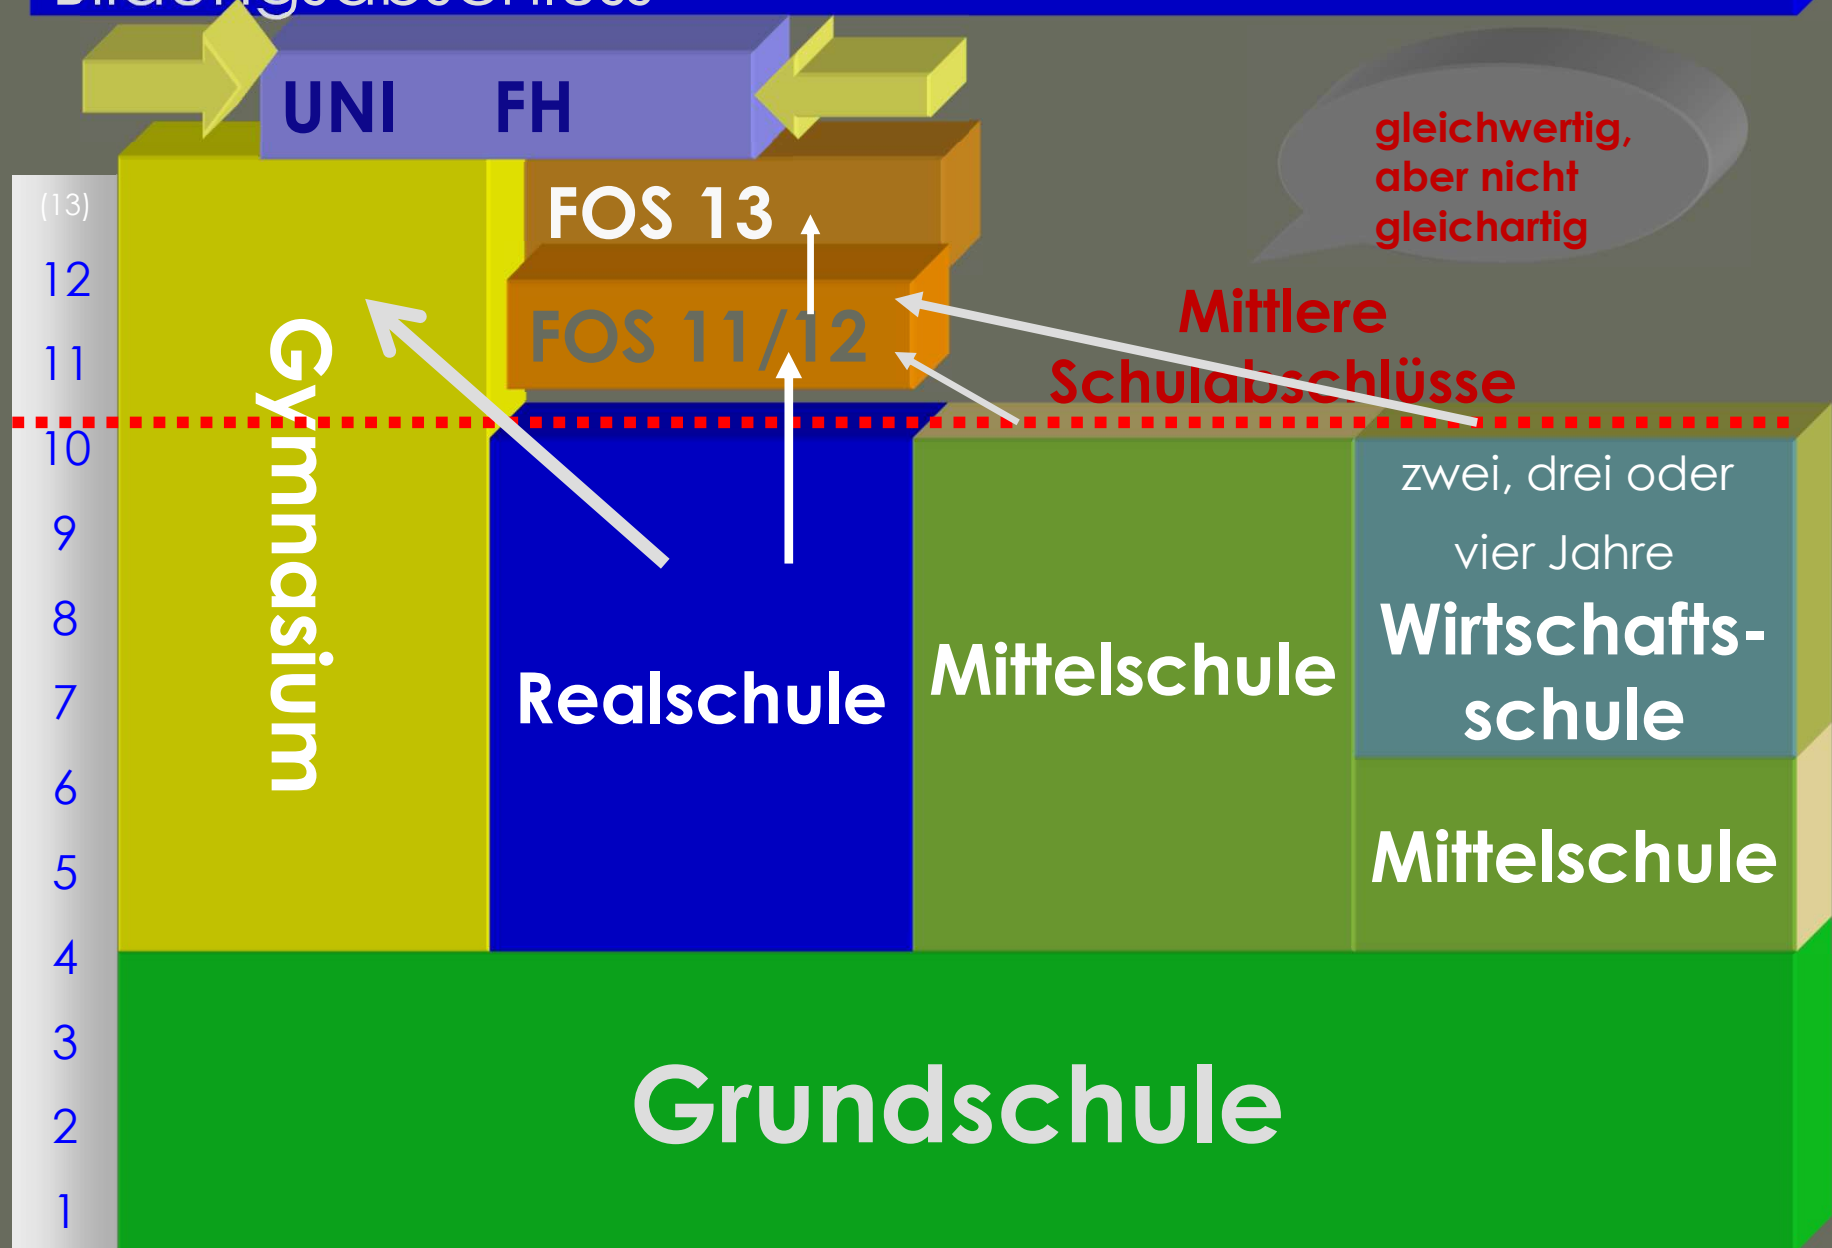 Bildungsabschluss
UNI FH
gleichwertig,
aber nicht
gleichartig
(13)
FOS 13
12
Mittlere
FOS 11/12
11
Schulabschlüsse
10
zwei, drei oder
9
vier Jahre
8
Wirtschafts-
Gymnasium
Mittelschule
7
Realschule
schule
6
5
Mittelschule
4
3
Grundschule
2
1